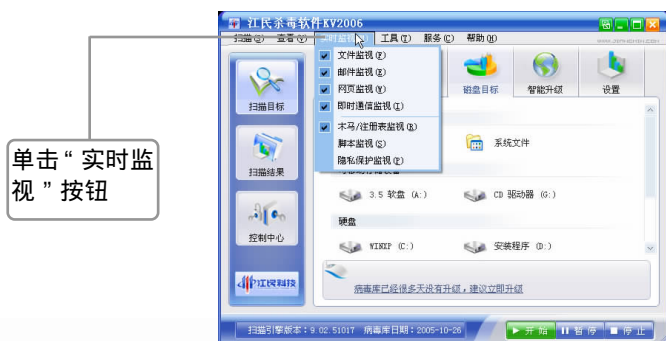 江民杀毒软件KV2006
扫描(S) 查看(V) 实时监视(M) 工具(T) 服务(C) 帮助(H)
文件监视(F)
邮件监视(E)
网页监视(W)
即时通信监视(I)
木马/注册表监视(R)
脚本监视(S)
隐私保护监视(P)
磁盘目标
智能升级
设置
扫描目标
扫描结果
控制中心
江民科技
系统文件
3.5 软盘 (A:)
CD 驱动器 (G:)
硬盘
WINXP (C:)
安装程序 (D:)
病毒库已经很多天没有升级，建议立即升级
扫描引擎版本：9.02.51017 病毒库日期：2005-10-26
开始
暂停
停止
单击“实时监
视”按钮